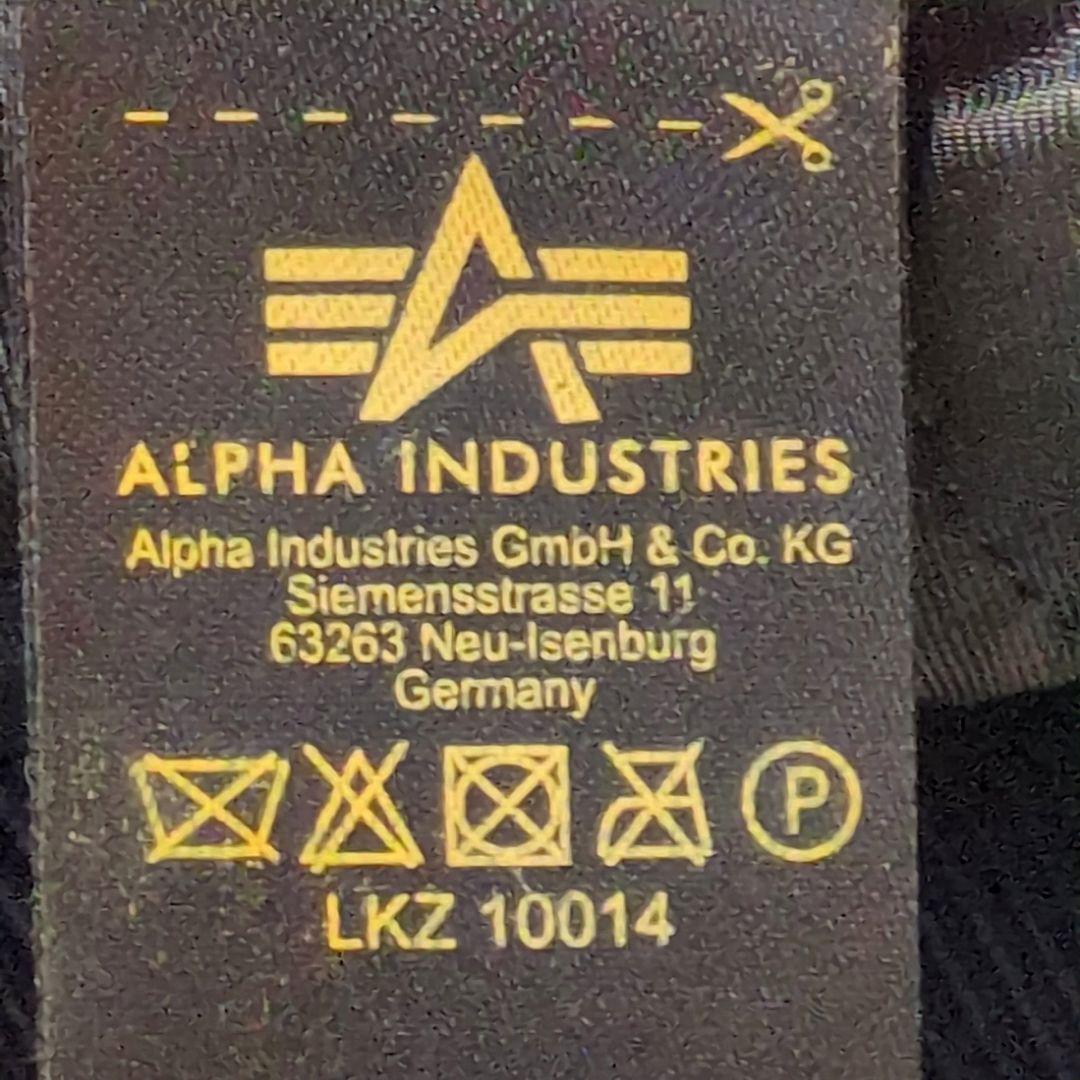 ALPHA INDUSTRIES
Alpha Industries GmbH & Co. KG
Siemensstrasse 11
63263 Neu-Isenburg
Germany
P
LKZ 10014